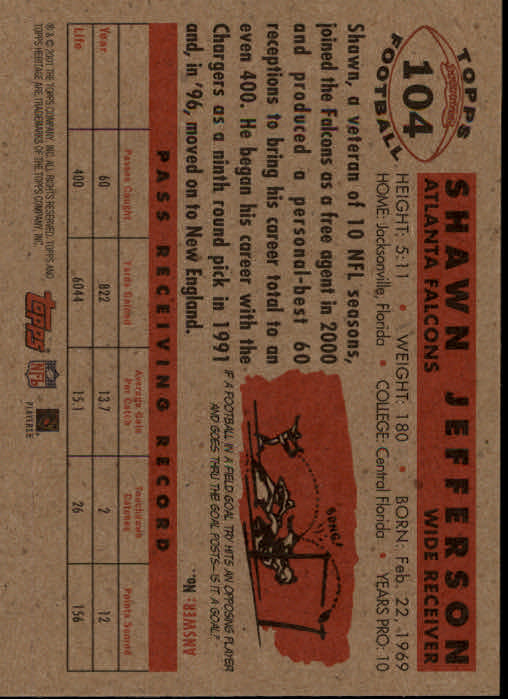 TOPPS
104
FOOTBALL
SHAWN JEFFERSON
ATLANTA FALCONS WIDE RECEIVER
HEIGHT: 5:11 • WEIGHT: 180 • BORN: Feb. 22, 1969
HOME: Jacksonville, Florida • COLLEGE: Central Florida • YEARS PRO: 10
Shawn, a veteran of 10 NFL seasons,
joined the Falcons as a free agent in 2000
and produced a personal-best 60
receptions to bring his career total to an
even 400. He began his career with the
Chargers as a ninth round pick in 1991
and, in '96, moved on to New England.
BONG!
IF A FOOTBALL IN A FIELD GOAL TRY HITS AN OPPOSING PLAYER
AND GOES THRU THE GOAL POSTS—IS IT A GOAL?
ANSWER: No.
PASS RECEIVING RECORD
Passes Caught Yards Gained Average Gain Per Catch Touchdown Catches Points Scored
Year 60 822 13.7 2 12
Life 400 6044 15.1 26 156
® & © 2001 THE TOPPS COMPANY, INC. ALL RIGHTS RESERVED. TOPPS AND
TOPPS HERITAGE ARE TRADEMARKS OF THE TOPPS COMPANY, INC.
Topps
NFL
PLAYERS